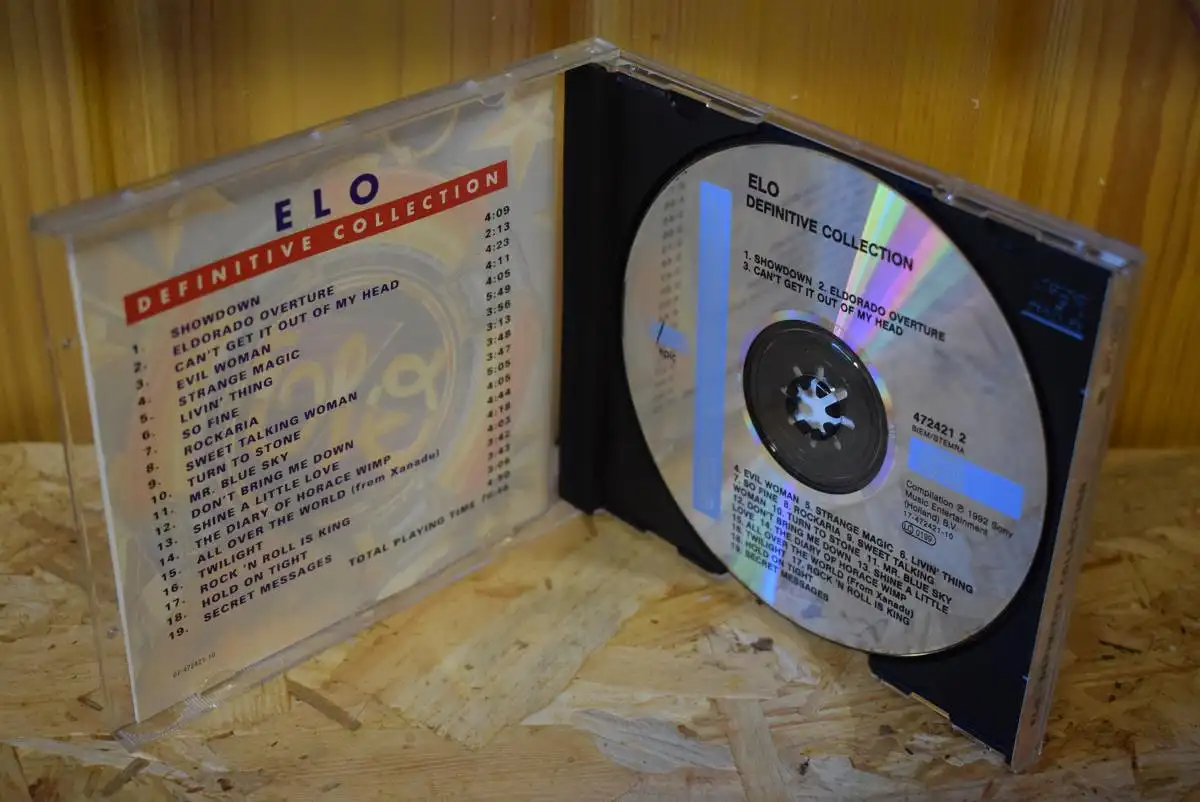 ELO
DEFINITIVE COLLECTION
1. SHOWDOWN 4:09
2. ELDORADO OVERTURE 2:13
3. CAN'T GET IT OUT OF MY HEAD 4:23
4. EVIL WOMAN 4:11
5. STRANGE MAGIC 4:05
6. LIVIN' THING 5:49
7. SO FINE 3:56
8. ROCKARIA 3:13
9. SWEET TALKING WOMAN 3:48
10. TURN TO STONE 3:47
11. MR. BLUE SKY 5:05
12. DON'T BRING ME DOWN 4:05
13. SHINE A LITTLE LOVE 4:44
14. THE DIARY OF HORACE WIMP 4:18
15. ALL OVER THE WORLD (from Xanadu) 4:03
16. TWILIGHT 3:42
17. ROCK 'N ROLL IS KING
18. HOLD ON TIGHT
19. SECRET MESSAGES
TOTAL PLAYING TIME
ELO
DEFINITIVE COLLECTION
1. SHOWDOWN 2. ELDORADO OVERTURE
3. CAN'T GET IT OUT OF MY HEAD
epic
472421 2
BIEM/STEMRA
Compilation ℗ 1992 Sony
Music Entertainment
(Holland) B.V.
17-472421-10
LC 0199
4. EVIL WOMAN 5. STRANGE MAGIC 6. LIVIN' THING
7. SO FINE 8. ROCKARIA 9. SWEET TALKING
WOMAN 10. TURN TO STONE 11. MR. BLUE SKY
12. DON'T BRING ME DOWN 13. SHINE A LITTLE
LOVE 14. THE DIARY OF HORACE WIMP
15. ALL OVER THE WORLD (From Xanadu)
16. TWILIGHT 17. ROCK 'N ROLL IS KING
18. HOLD ON TIGHT
19. SECRET MESSAGES